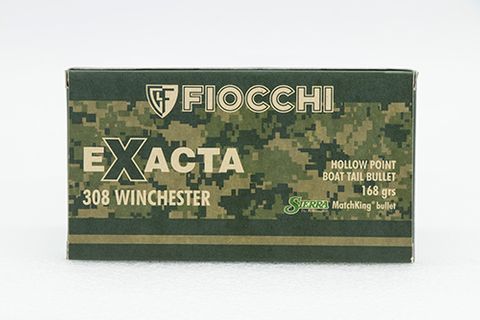 FIOCCHI
EXACTA
308 WINCHESTER
HOLLOW POINT
BOAT TAIL BULLET
168 grs
SIERRA MatchKing® bullet